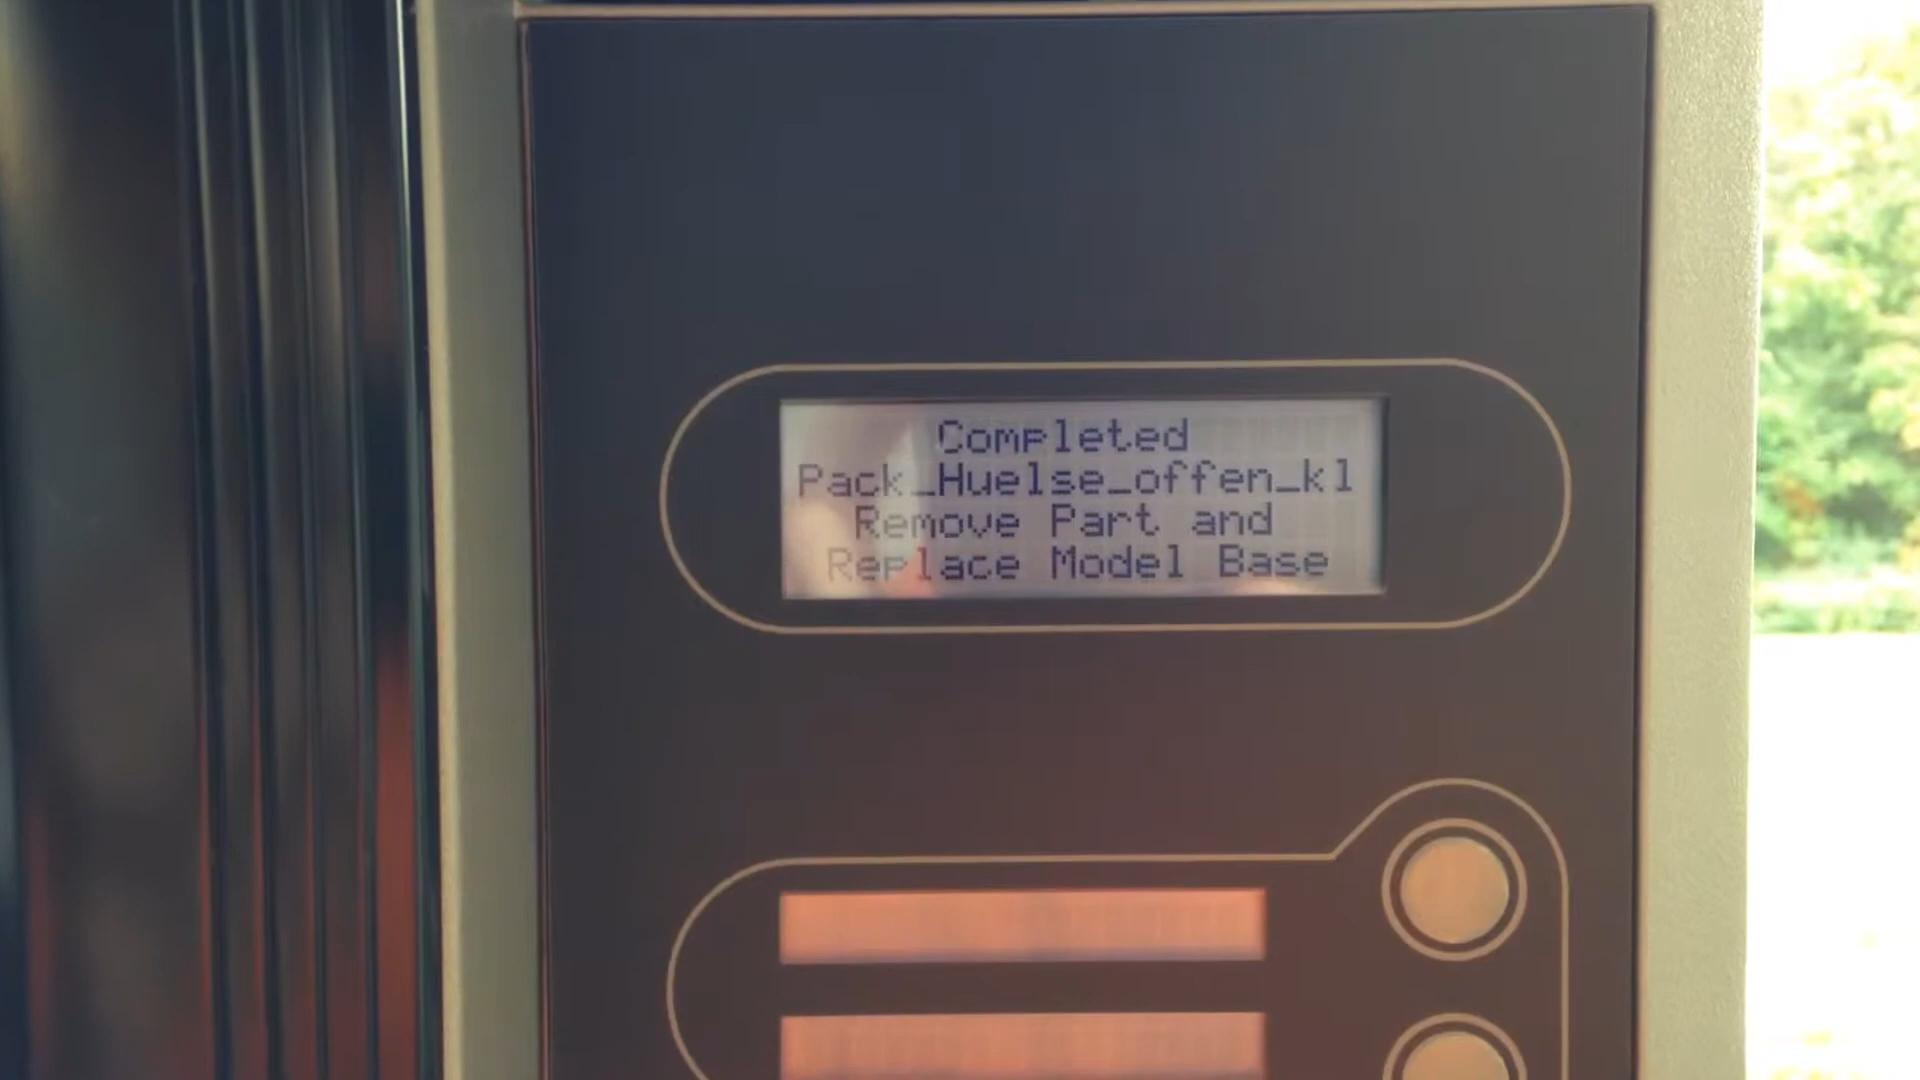 Completed
Pack_Huelse_offen_kl
Remove Part and
Replace Model Base